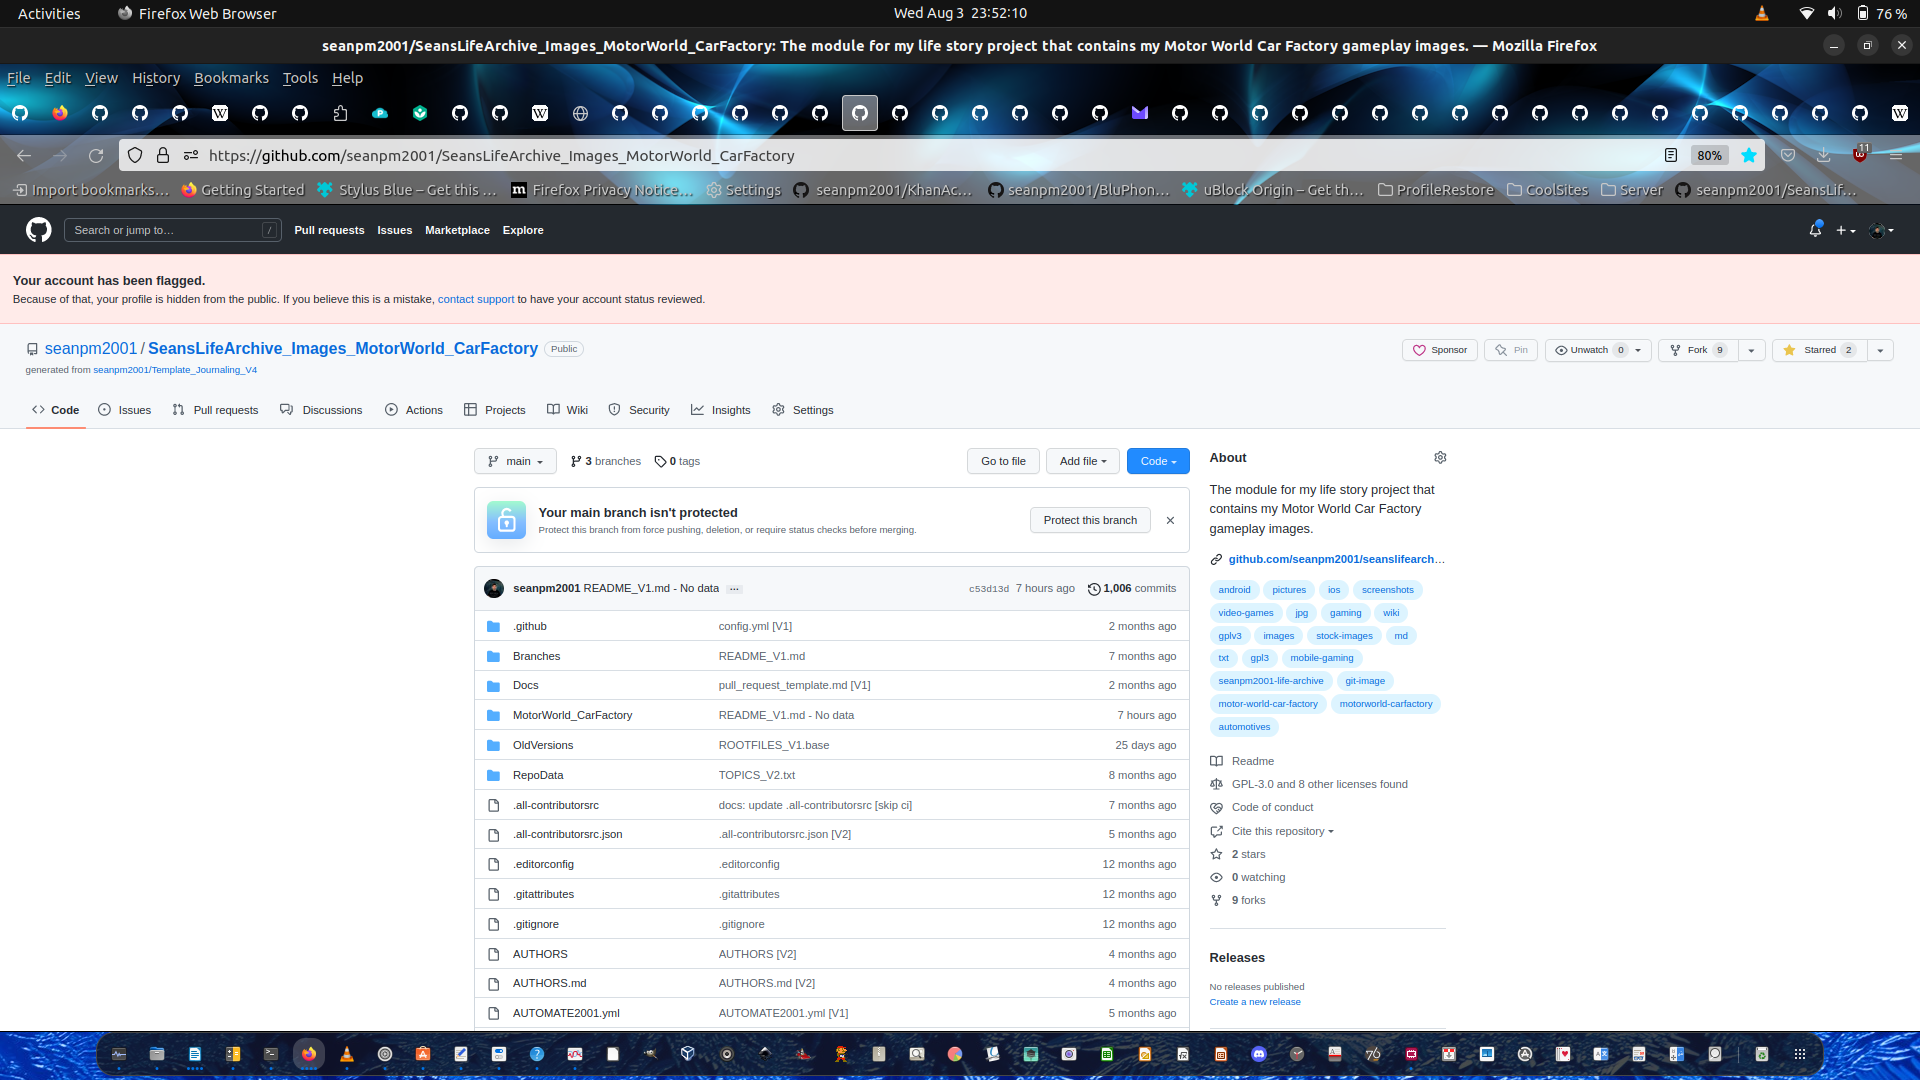 Activities Firefox Web Browser Wed Aug 3 23:52:10 76 %
seanpm2001/SeansLifeArchive_Images_MotorWorld_CarFactory: The module for my life story project that contains my Motor World Car Factory gameplay images. — Mozilla Firefox
File Edit View History Bookmarks Tools Help
https://github.com/seanpm2001/SeansLifeArchive_Images_MotorWorld_CarFactory 80% 11
Import bookmarks… Getting Started Stylus Blue – Get this … Firefox Privacy Notice… Settings seanpm2001/KhanAc… seanpm2001/BluPhon… uBlock Origin – Get th… ProfileRestore CoolSites Server seanpm2001/SeansLif…
Search or jump to… / Pull requests Issues Marketplace Explore
Your account has been flagged.
Because of that, your profile is hidden from the public. If you believe this is a mistake, contact support to have your account status reviewed.
seanpm2001 / SeansLifeArchive_Images_MotorWorld_CarFactory Public Sponsor Pin Unwatch 0 Fork 9 Starred 2
generated from seanpm2001/Template_Journaling_V4
Code Issues Pull requests Discussions Actions Projects Wiki Security Insights Settings
main 3 branches 0 tags Go to file Add file Code
Your main branch isn't protected
Protect this branch from force pushing, deletion, or require status checks before merging.
Protect this branch
seanpm2001 README_V1.md - No data … c53d13d 7 hours ago 1,006 commits
.github config.yml [V1] 2 months ago
Branches README_V1.md 7 months ago
Docs pull_request_template.md [V1] 2 months ago
MotorWorld_CarFactory README_V1.md - No data 7 hours ago
OldVersions ROOTFILES_V1.base 25 days ago
RepoData TOPICS_V2.txt 8 months ago
.all-contributorsrc docs: update .all-contributorsrc [skip ci] 7 months ago
.all-contributorsrc.json .all-contributorsrc.json [V2] 5 months ago
.editorconfig .editorconfig 12 months ago
.gitattributes .gitattributes 12 months ago
.gitignore .gitignore 12 months ago
AUTHORS AUTHORS [V2] 4 months ago
AUTHORS.md AUTHORS.md [V2] 4 months ago
AUTOMATE2001.yml AUTOMATE2001.yml [V1] 5 months ago
About
The module for my life story project that
contains my Motor World Car Factory
gameplay images.
github.com/seanpm2001/seanslifearch…
android pictures ios screenshots
video-games jpg gaming wiki
gplv3 images stock-images md
txt gpl3 mobile-gaming
seanpm2001-life-archive git-image
motor-world-car-factory motorworld-carfactory
automotives
Readme
GPL-3.0 and 8 other licenses found
Code of conduct
Cite this repository
2 stars
0 watching
9 forks
Releases
No releases published
Create a new release